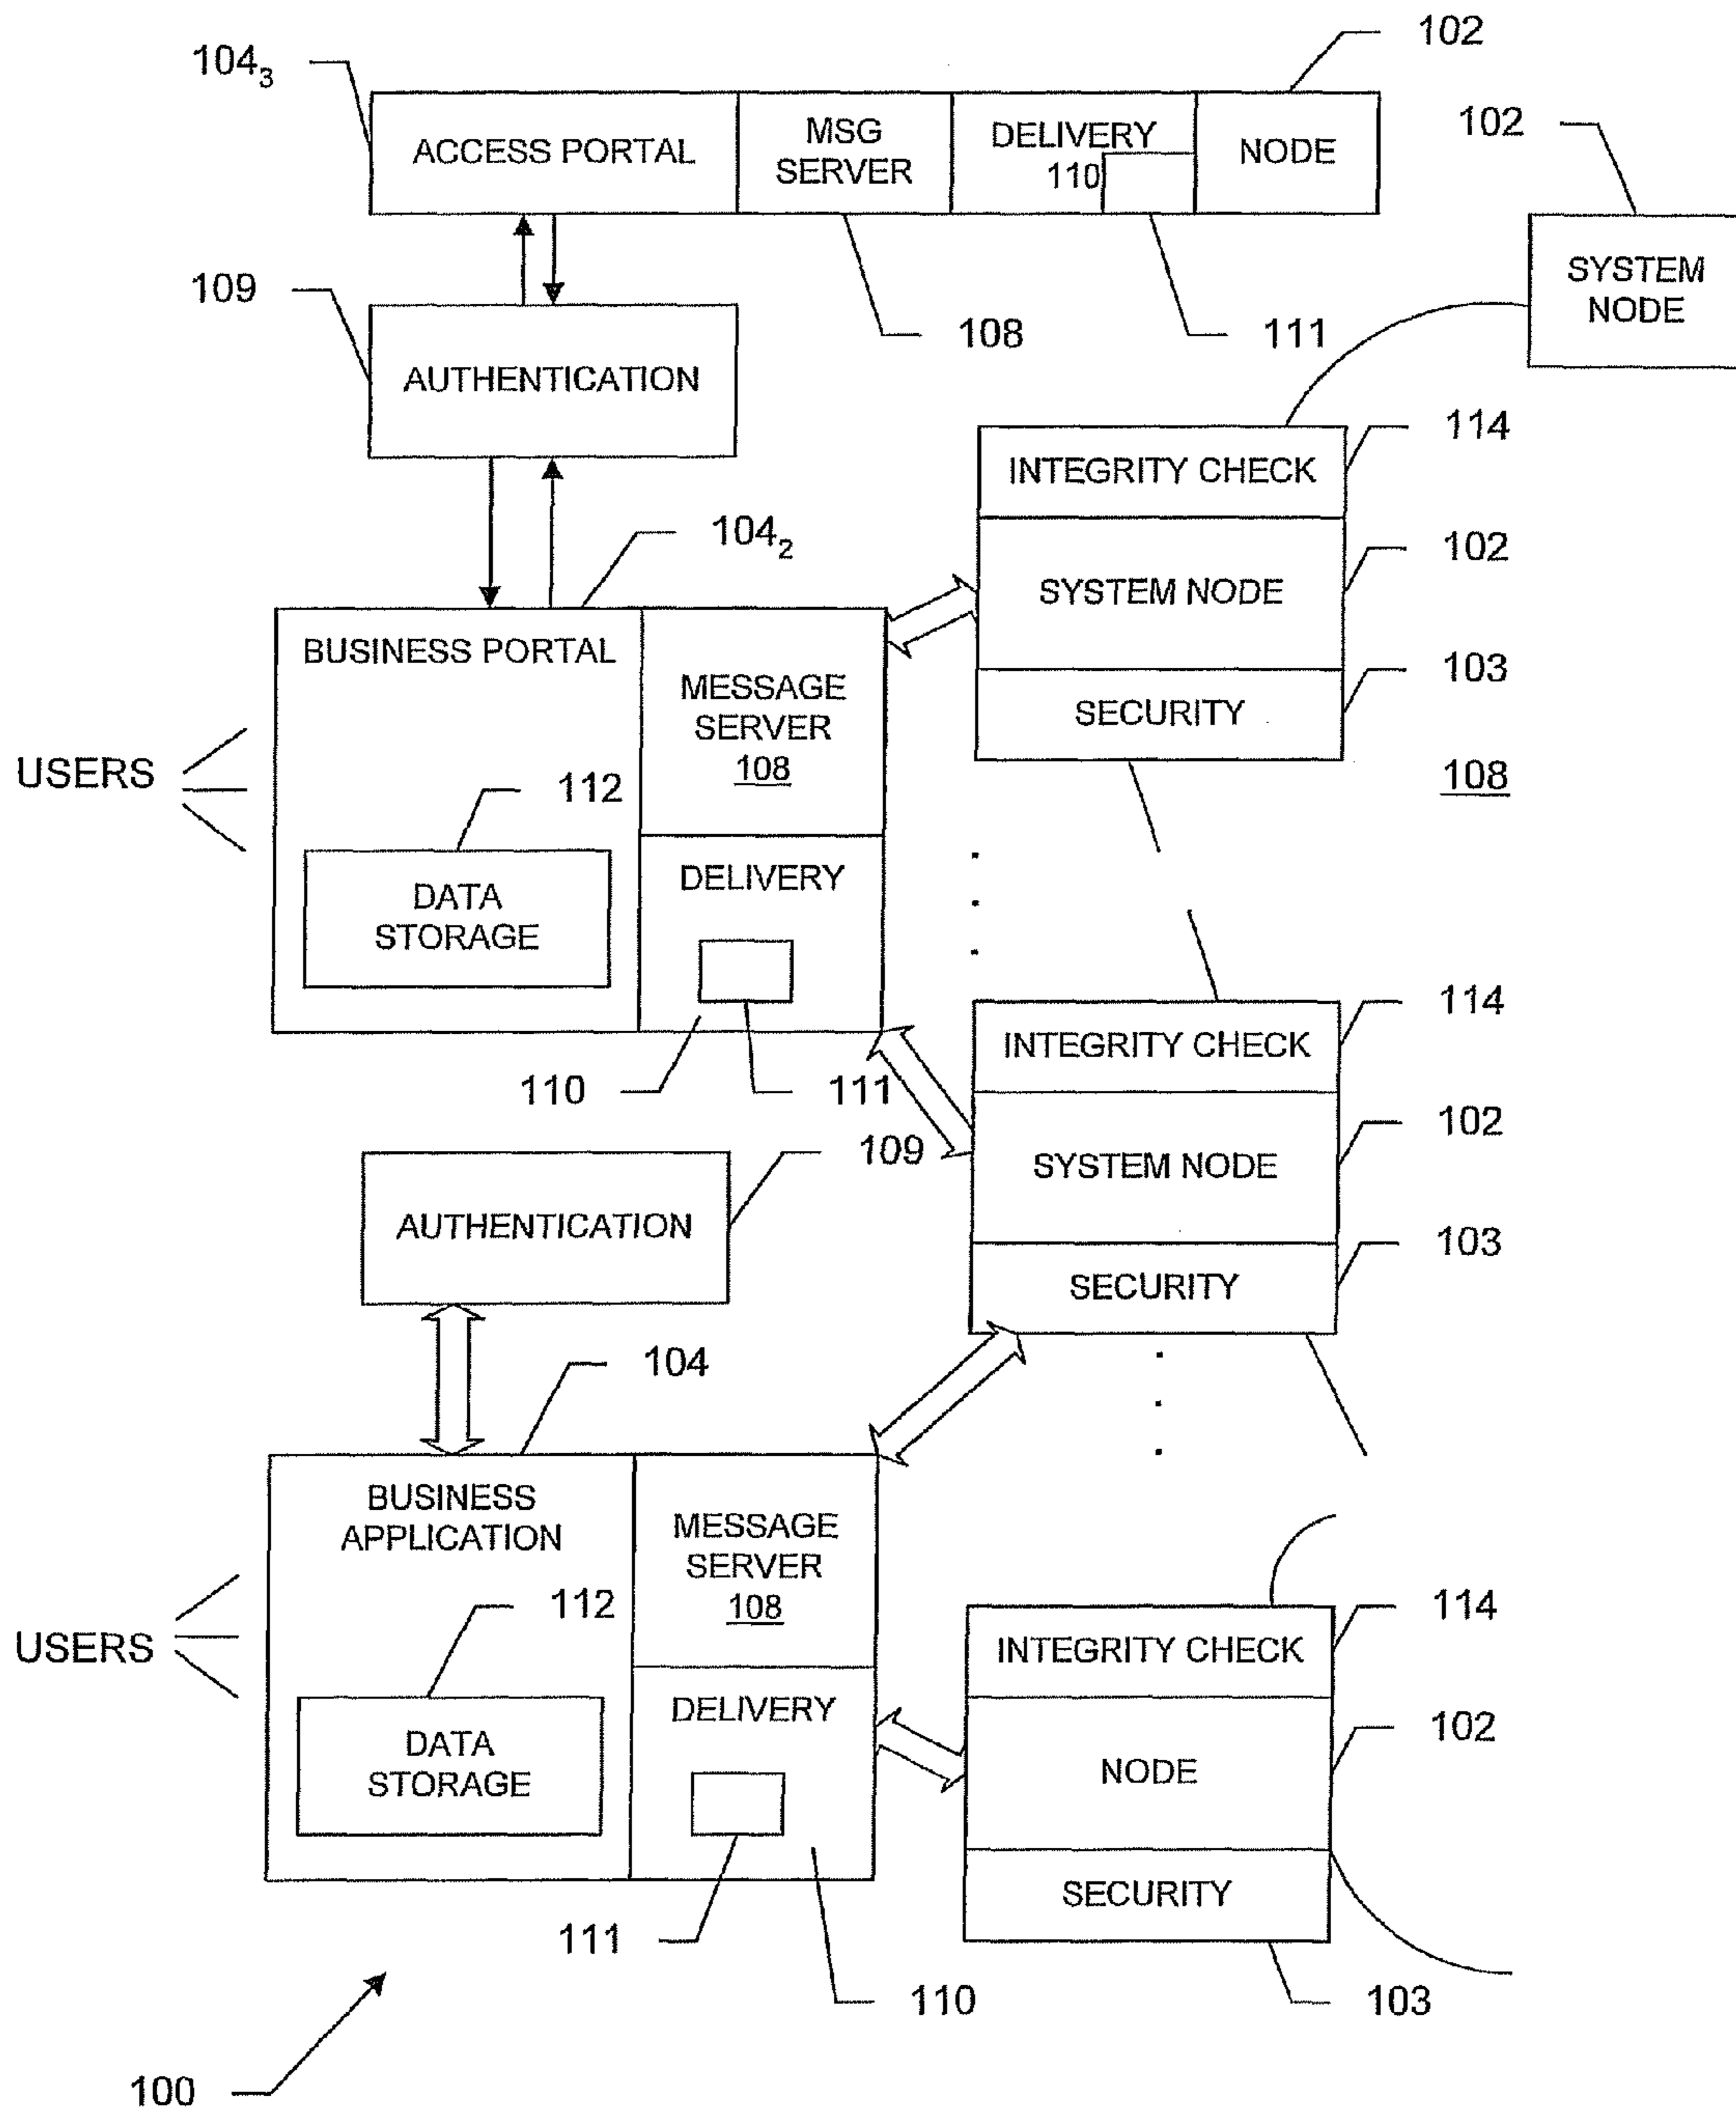 102
104₃
ACCESS PORTAL
MSG
SERVER
DELIVERY
110
NODE
102
SYSTEM
NODE
109
108
111
AUTHENTICATION
114
INTEGRITY CHECK
104₂
102
SYSTEM NODE
BUSINESS PORTAL
103
MESSAGE
SERVER
108
SECURITY
USERS
112
108
DATA
STORAGE
DELIVERY
114
INTEGRITY CHECK
110
111
102
109
SYSTEM NODE
AUTHENTICATION
103
SECURITY
104
BUSINESS
APPLICATION
MESSAGE
SERVER
108
112
114
USERS
INTEGRITY CHECK
DELIVERY
102
DATA
STORAGE
NODE
SECURITY
111
110
103
100